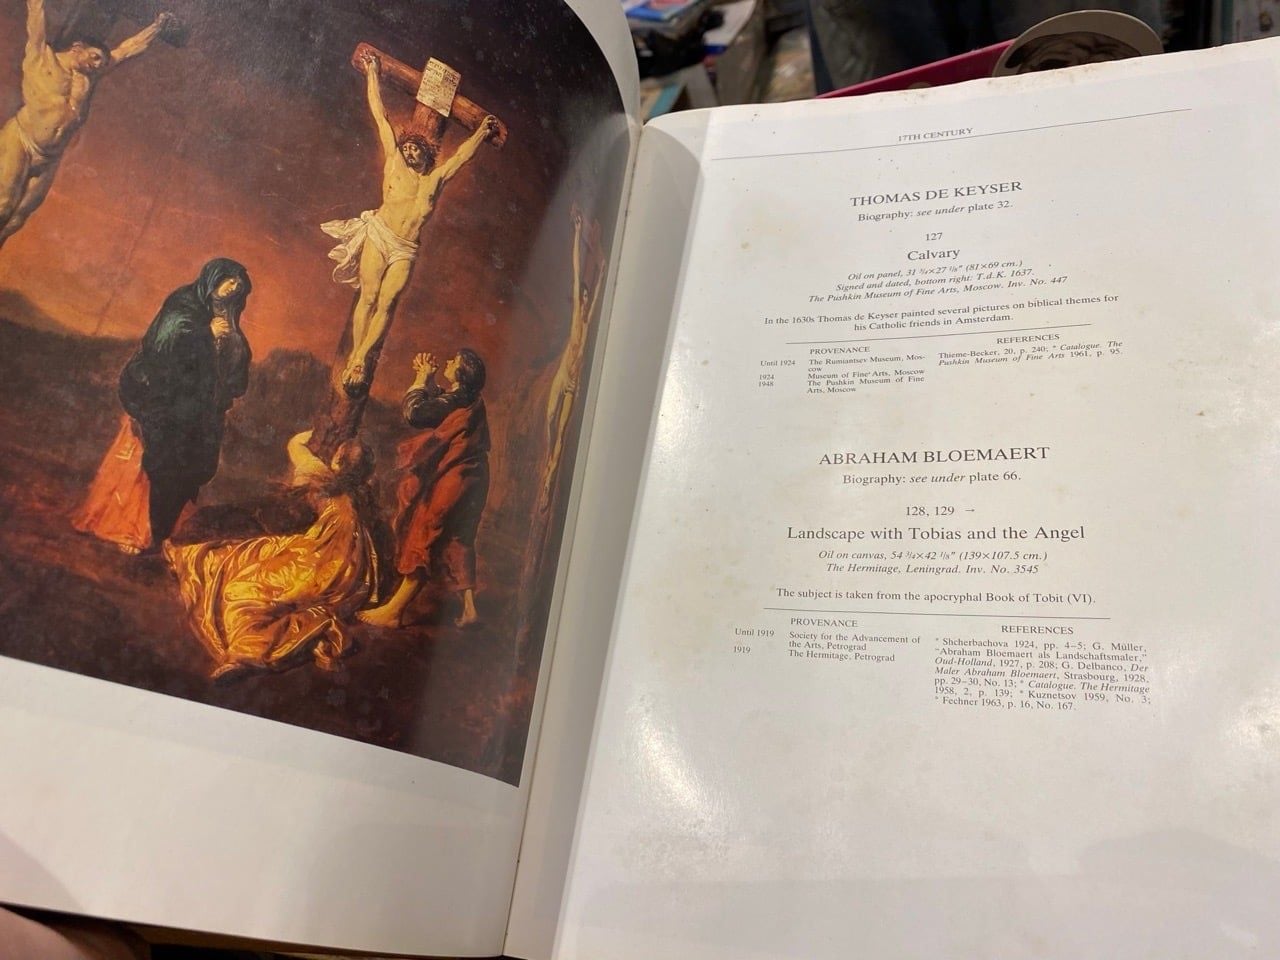 17TH CENTURY
THOMAS DE KEYSER
Biography: see under plate 32.
127
Calvary
Oil on panel, 31 ¾×27 ⅛" (81×69 cm.)
Signed and dated, bottom right: T.d.K. 1637.
The Pushkin Museum of Fine Arts, Moscow. Inv. No. 447
In the 1630s Thomas de Keyser painted several pictures on biblical themes for
his Catholic friends in Amsterdam.
PROVENANCE
Until 1924 The Rumiantsev Museum, Mos-
cow
1924 Museum of Fine Arts, Moscow
1948 The Pushkin Museum of Fine
Arts, Moscow
REFERENCES
Thieme-Becker, 20, p. 240; * Catalogue. The
Pushkin Museum of Fine Arts 1961, p. 95.
ABRAHAM BLOEMAERT
Biography: see under plate 66.
128, 129 →
Landscape with Tobias and the Angel
Oil on canvas, 54 ¾×42 ⅛" (139×107.5 cm.)
The Hermitage, Leningrad. Inv. No. 3545
The subject is taken from the apocryphal Book of Tobit (VI).
PROVENANCE
Until 1919 Society for the Advancement of
the Arts, Petrograd
1919 The Hermitage, Petrograd
REFERENCES
* Shcherbachova 1924, pp. 4–5; G. Müller,
"Abraham Bloemaert als Landschaftsmaler,"
Oud-Holland, 1927, p. 208; G. Delbanco, Der
Maler Abraham Bloemaert, Strasbourg, 1928,
pp. 29–30, No. 13; * Catalogue. The Hermitage
1958, 2, p. 139; * Kuznetsov 1959, No. 3;
* Fechner 1963, p. 16, No. 167.